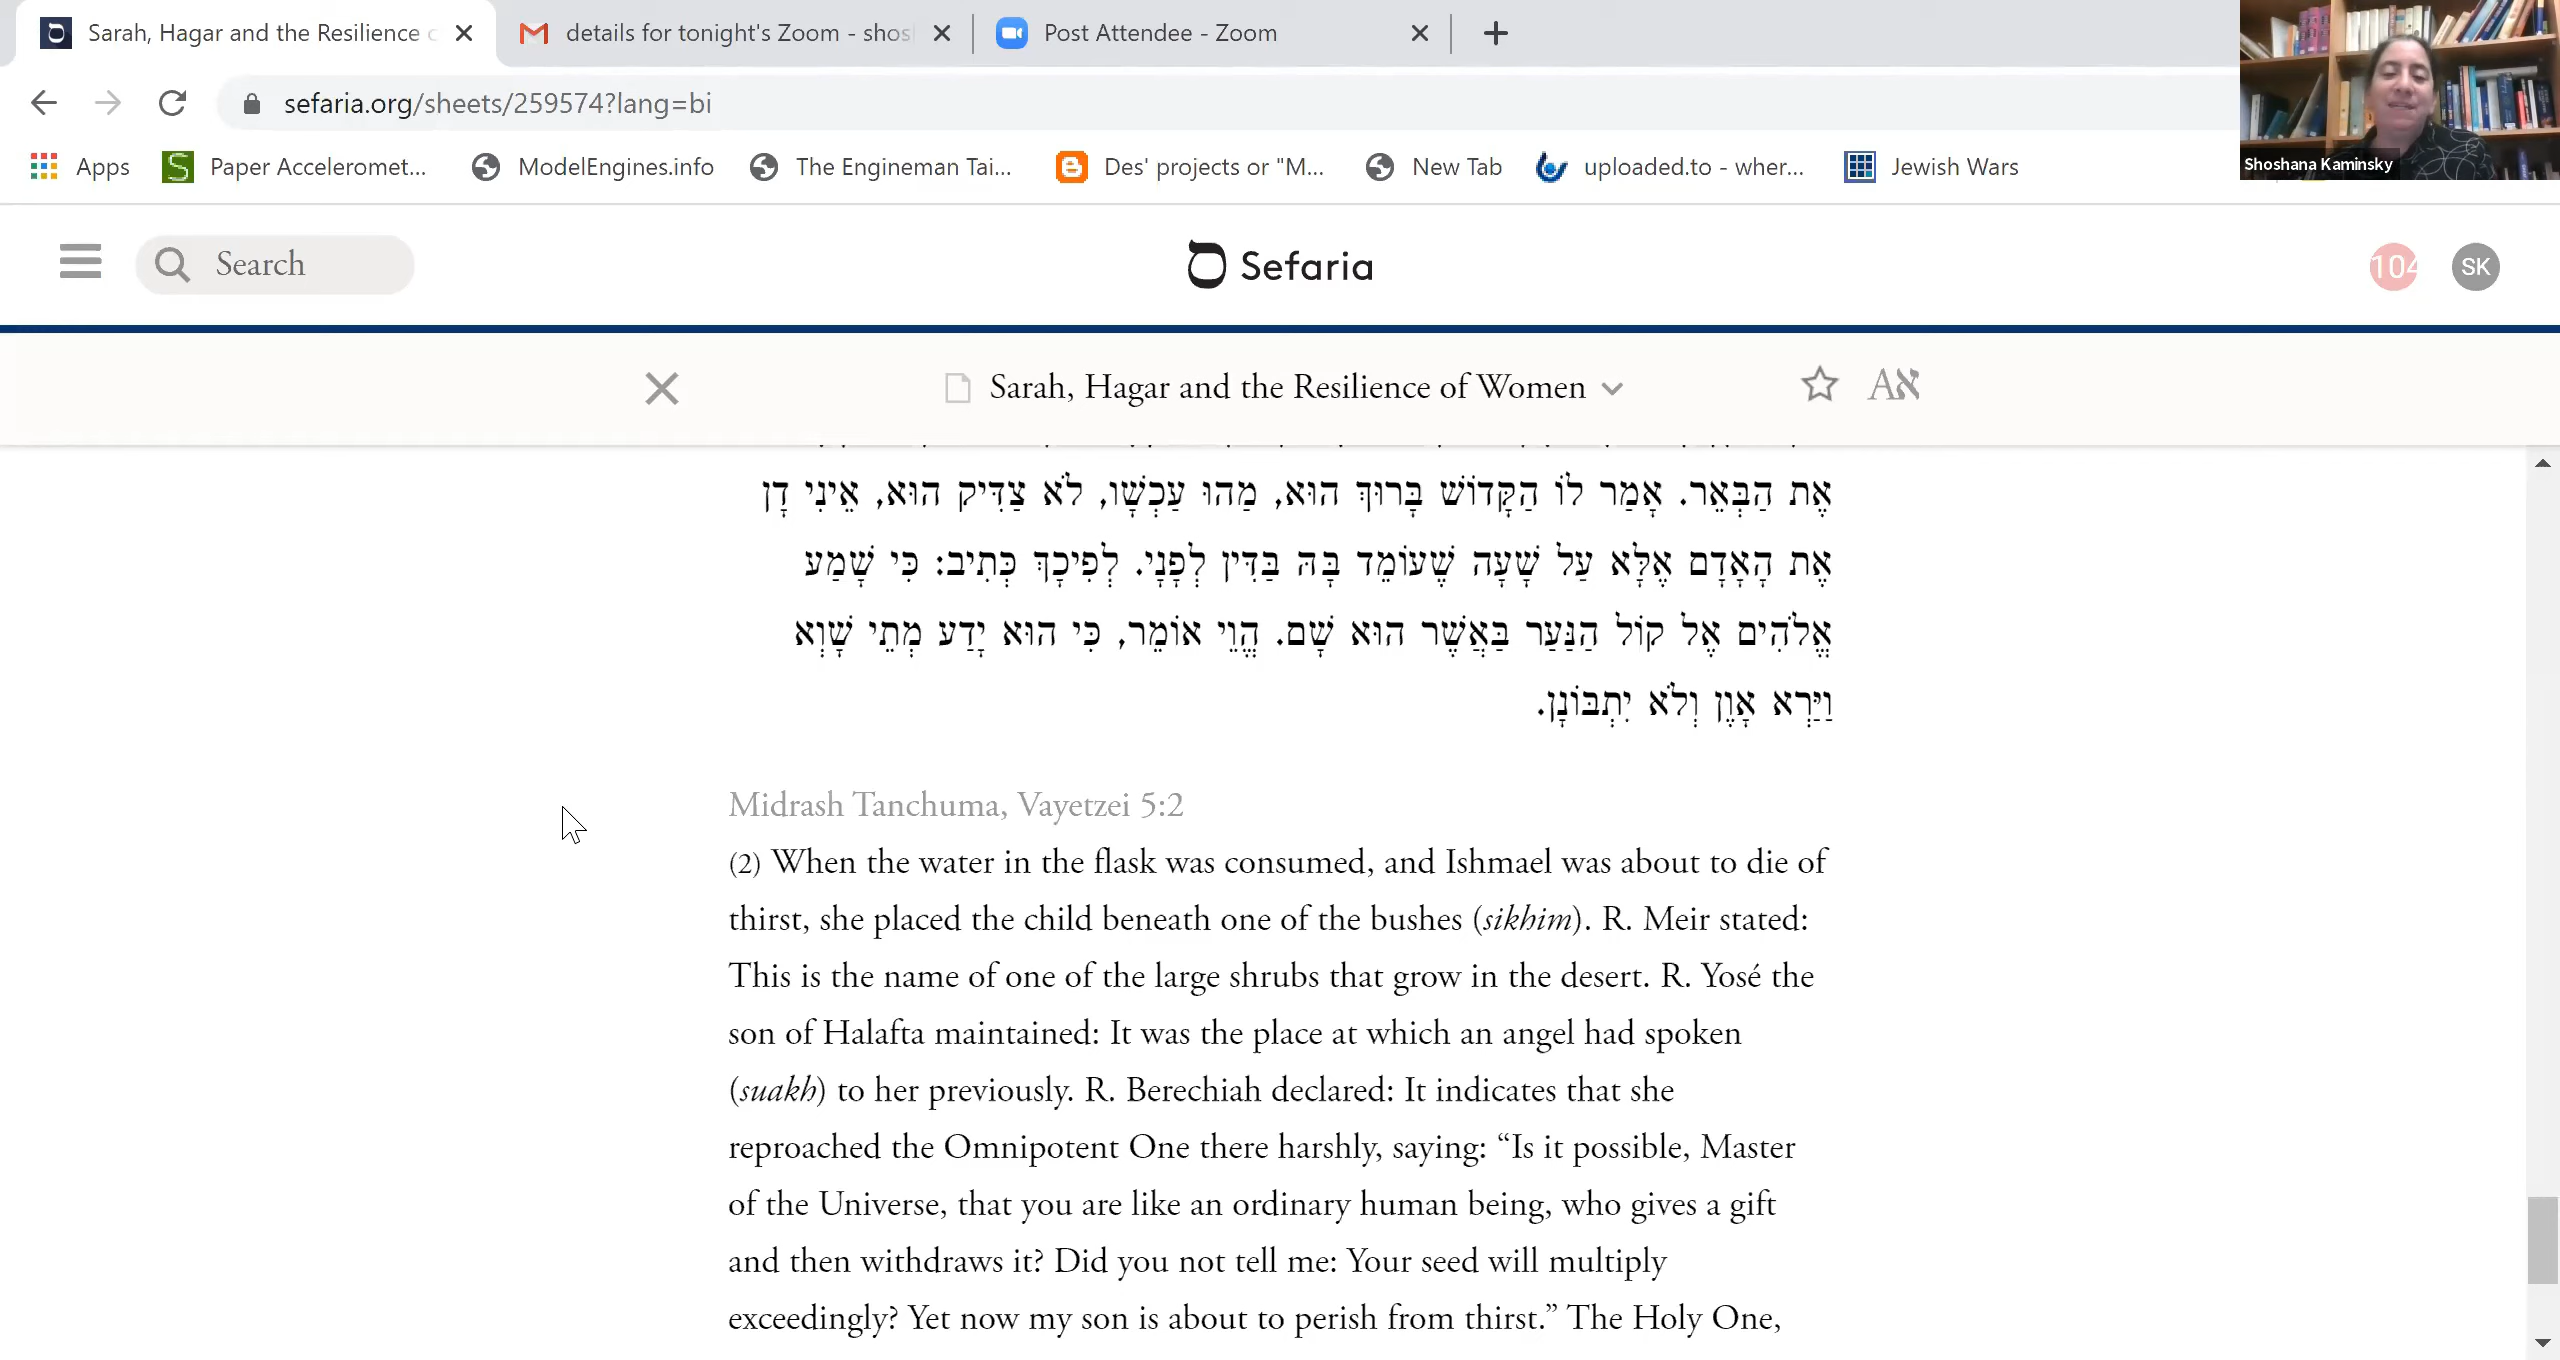 Sarah, Hagar and the Resilience
details for tonight's Zoom - shos
Post Attendee - Zoom
sefaria.org/sheets/259574?lang=bi
Apps
Paper Acceleromet...
ModelEngines.info
The Engineman Tai...
Des' projects or "M...
New Tab
uploaded.to - wher...
Jewish Wars
Shoshana Kaminsky
Search
Sefaria
104
SK
Sarah, Hagar and the Resilience of Women
Aא
אֶת הַבְּאֵר. אָמַר לוֹ הַקָּדוֹשׁ בָּרוּךְ הוּא, מַהוּ עַכְשָׁו, לֹא צַדִּיק הוּא, אֵינִי דָן
אֶת הָאָדָם אֶלָּא עַל שָׁעָה שֶׁעוֹמֵד בָּהּ בַּדִּין לְפָנָי. לְפִיכָךְ כְּתִיב: כִּי שָׁמַע
אֱלֹהִים אֶל קוֹל הַנַּעַר בַּאֲשֶׁר הוּא שָׁם. הֱוֵי אוֹמֵר, כִּי הוּא יָדַע מְתֵי שָׁוְא
וַיַּרְא אָוֶן וְלֹא יִתְבּוֹנָן.
Midrash Tanchuma, Vayetzei 5:2
(2) When the water in the flask was consumed, and Ishmael was about to die of
thirst, she placed the child beneath one of the bushes (sikhim). R. Meir stated:
This is the name of one of the large shrubs that grow in the desert. R. Yosé the
son of Halafta maintained: It was the place at which an angel had spoken
(suakh) to her previously. R. Berechiah declared: It indicates that she
reproached the Omnipotent One there harshly, saying: “Is it possible, Master
of the Universe, that you are like an ordinary human being, who gives a gift
and then withdraws it? Did you not tell me: Your seed will multiply
exceedingly? Yet now my son is about to perish from thirst.” The Holy One,